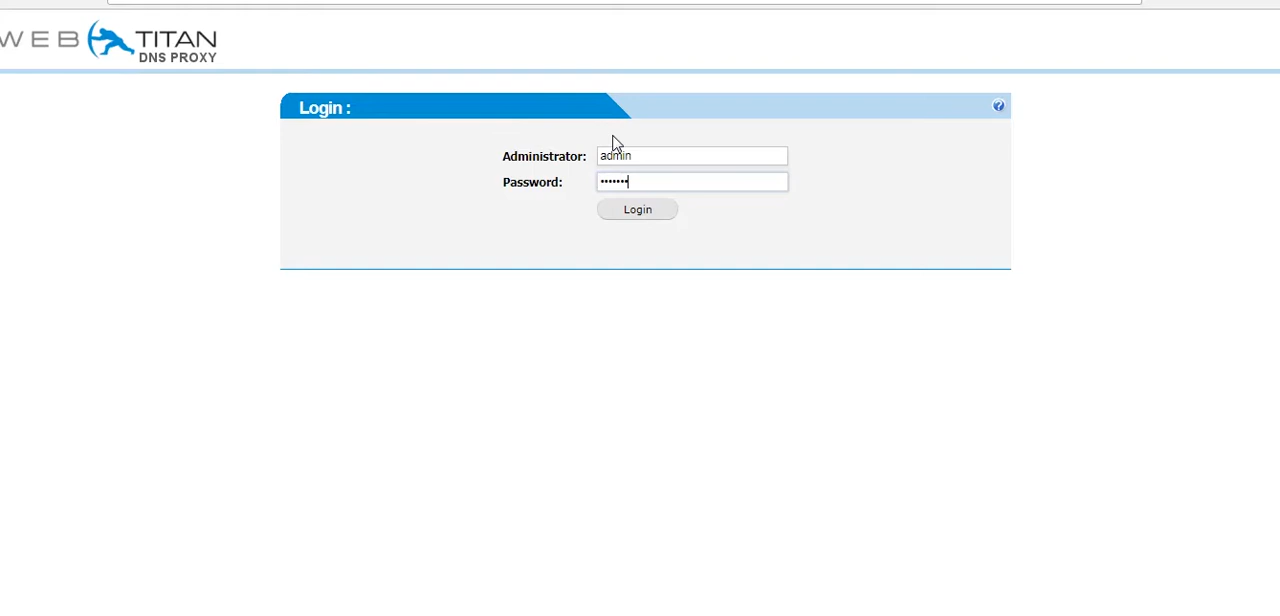 WEB TITAN
DNS PROXY
Login :
Administrator: admin
Password: •••••••
Login